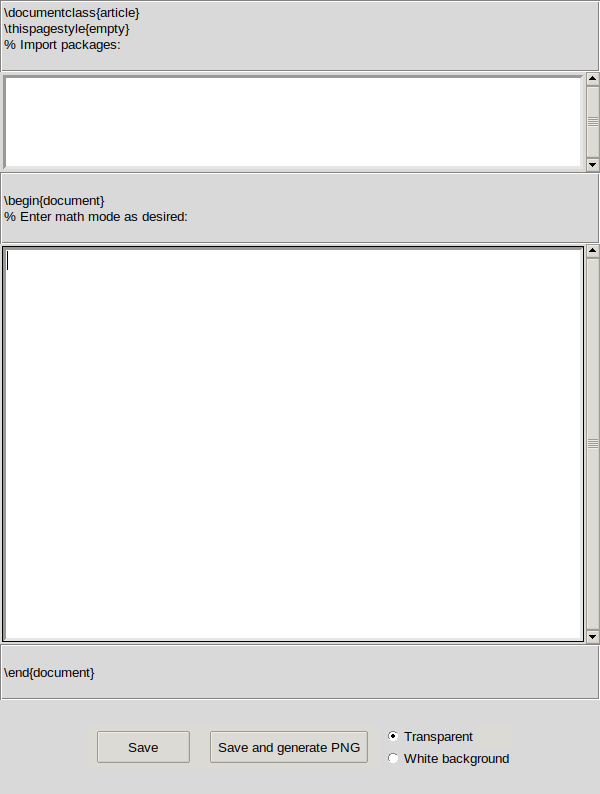 \documentclass{article}
\thispagestyle{empty}
% Import packages:
\begin{document}
% Enter math mode as desired:
\end{document}
Save
Save and generate PNG
Transparent
White background